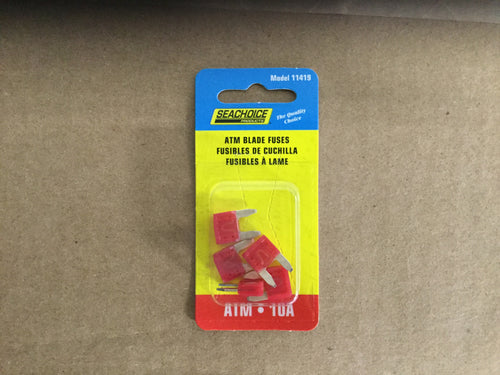 Model 11419
SEACHOICE
PRODUCTS
The Quality
Choice
ATM BLADE FUSES
FUSIBLES DE CUCHILLA
FUSIBLES À LAME
ATM • 10A